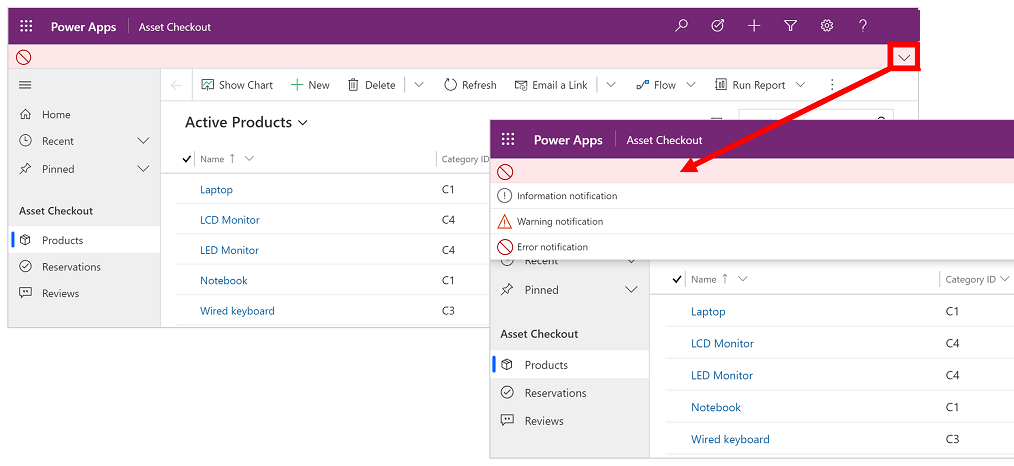 Power Apps Asset Checkout
Show Chart New Delete Refresh Email a Link Flow Run Report
Home
Recent
Pinned
Asset Checkout
Products
Reservations
Reviews
Active Products
Name Category ID
Laptop C1
LCD Monitor C4
LED Monitor C4
Notebook C1
Wired keyboard C3
Power Apps Asset Checkout
Information notification
Warning notification
Error notification
Recent
Pinned
Asset Checkout
Products
Reservations
Reviews
Name Category ID
Laptop C1
LCD Monitor C4
LED Monitor C4
Notebook C1
Wired keyboard C3